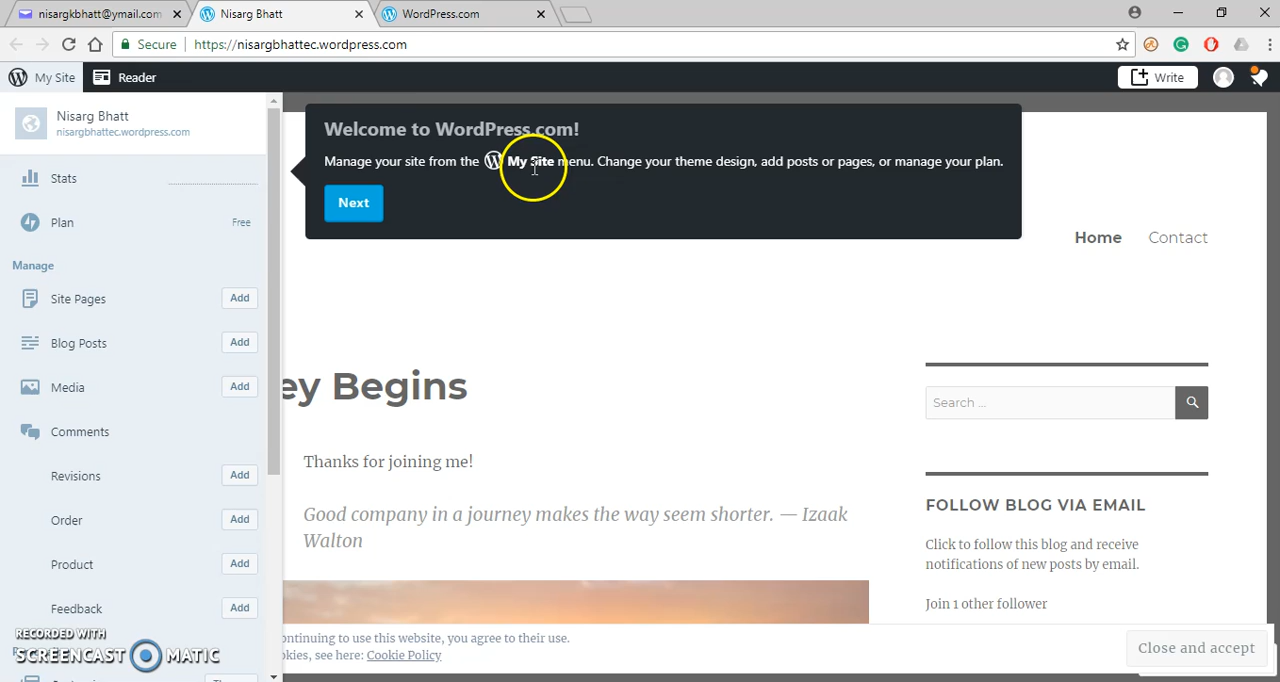 nisargkbhatt@ymail.com
Nisarg Bhatt
WordPress.com
Secure
https://nisargbhattec.wordpress.com
My Site
Reader
Write
Nisarg Bhatt
nisargbhattec.wordpress.com
Stats
Plan
Free
Manage
Site Pages
Add
Blog Posts
Add
Media
Add
Comments
Revisions
Add
Order
Add
Product
Add
Feedback
Add
Welcome to WordPress.com!
Manage your site from the My Site menu. Change your theme design, add posts or pages, or manage your plan.
Next
Home
Contact
ey Begins
Search ...
Thanks for joining me!
Good company in a journey makes the way seem shorter. — Izaak
Walton
FOLLOW BLOG VIA EMAIL
Click to follow this blog and receive
notifications of new posts by email.
Join 1 other follower
ontinuing to use this website, you agree to their use.
kies, see here: Cookie Policy
Close and accept
RECORDED WITH
SCREENCAST MATIC